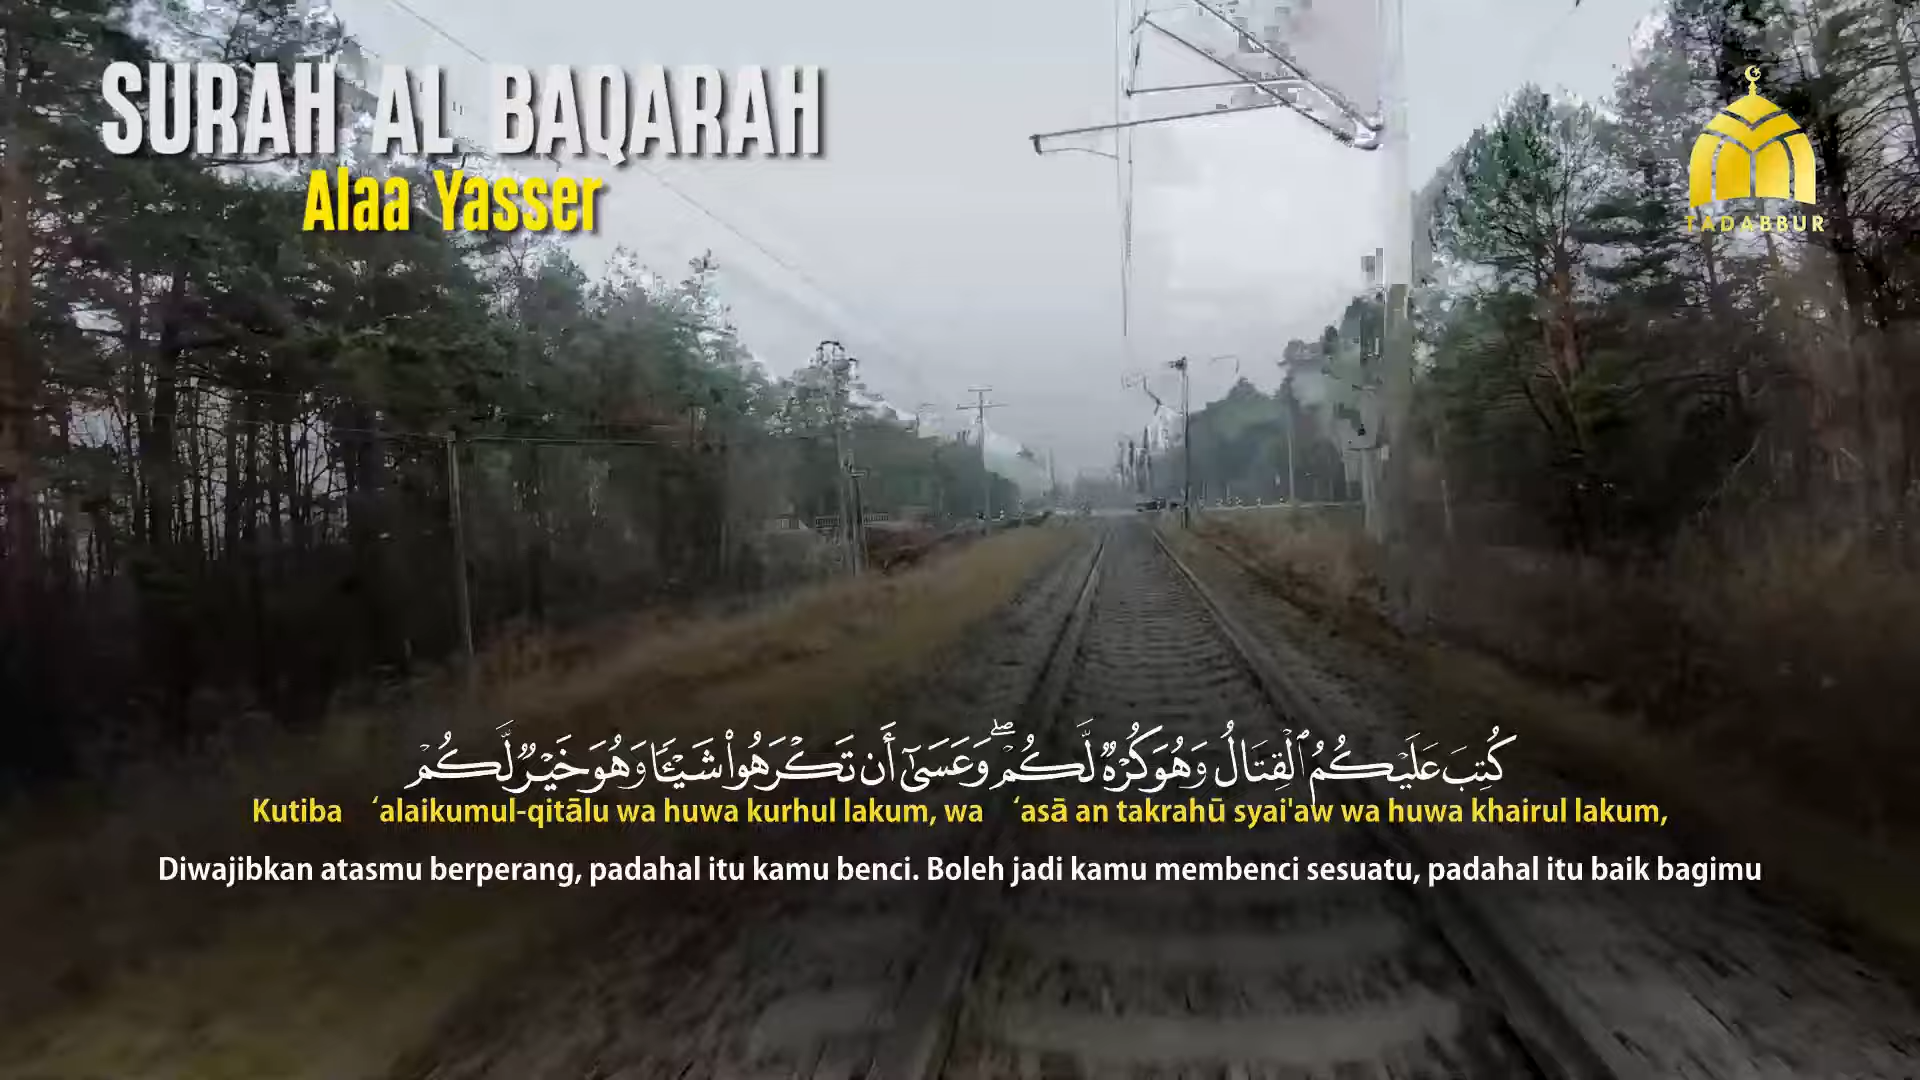 SURAH AL BAQARAH
Alaa Yasser
TADABBUR
كُتِبَ عَلَيْكُمُ ٱلْقِتَالُ وَهُوَ كُرْهٌ لَّكُمْ ۖ وَعَسَىٰٓ أَن تَكْرَهُوا۟ شَيْـًٔا وَهُوَ خَيْرٌ لَّكُمْ
Kutiba ‘alaikumul-qitālu wa huwa kurhul lakum, wa ‘asā an takrahū syai'aw wa huwa khairul lakum,
Diwajibkan atasmu berperang, padahal itu kamu benci. Boleh jadi kamu membenci sesuatu, padahal itu baik bagimu